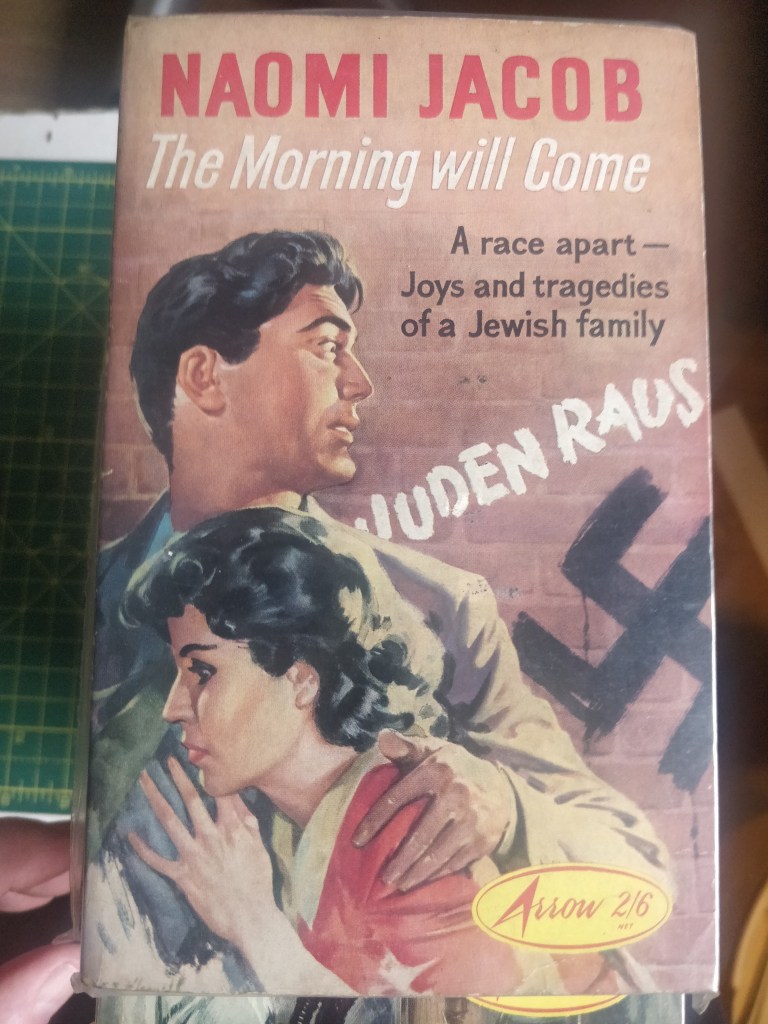 NAOMI JACOB
The Morning will Come
A race apart —
Joys and tragedies
of a Jewish family
JUDEN RAUS
Arrow 2/6
NET